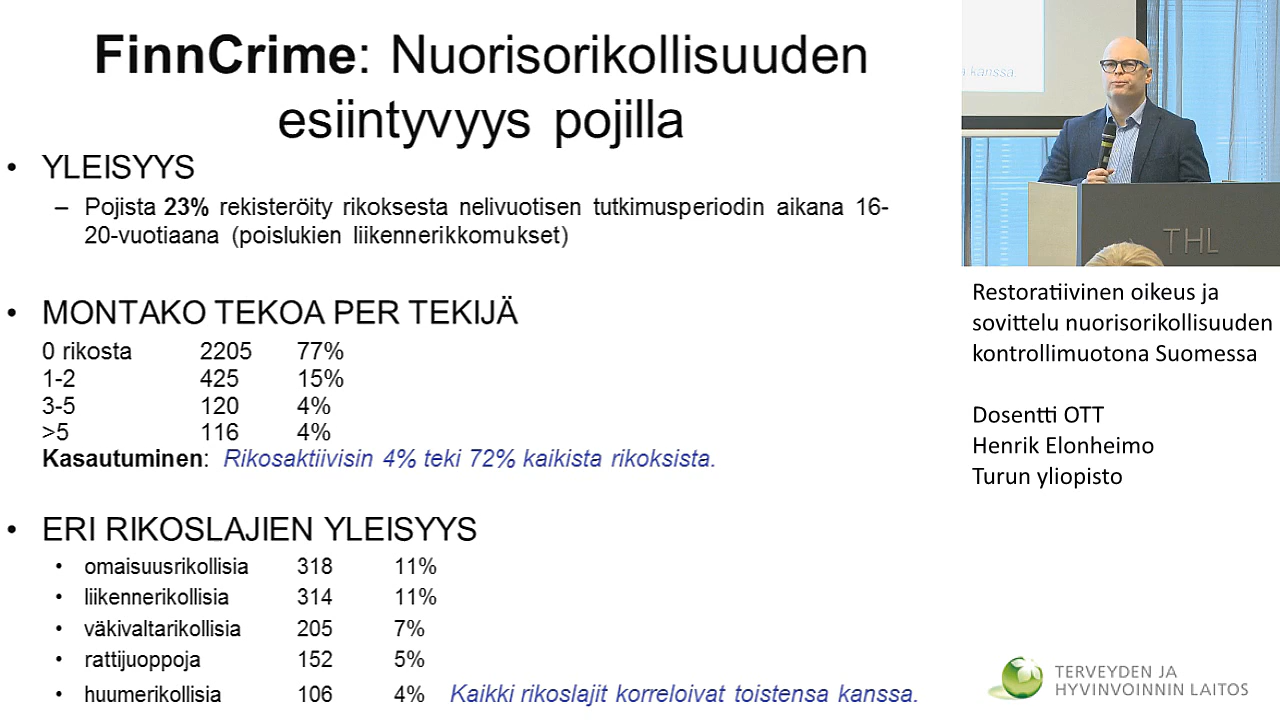 FinnCrime: Nuorisorikollisuuden
esiintyvyys pojilla
• YLEISYYS
– Pojista 23% rekisteröity rikoksesta nelivuotisen tutkimusperiodin aikana 16-
20-vuotiaana (poislukien liikennerikkomukset)
• MONTAKO TEKOA PER TEKIJÄ
0 rikosta 2205 77%
1-2 425 15%
3-5 120 4%
>5 116 4%
Kasautuminen: Rikosaktiivisin 4% teki 72% kaikista rikoksista.
• ERI RIKOSLAJIEN YLEISYYS
• omaisuusrikollisia 318 11%
• liikennerikollisia 314 11%
• väkivaltarikollisia 205 7%
• rattijuoppoja 152 5%
• huumerikollisia 106 4% Kaikki rikoslajit korreloivat toistensa kanssa.
kanssa.
THL
Restoratiivinen oikeus ja
sovittelu nuorisorikollisuuden
kontrollimuotona Suomessa
Dosentti OTT
Henrik Elonheimo
Turun yliopisto
TERVEYDEN JA
HYVINVOINNIN LAITOS